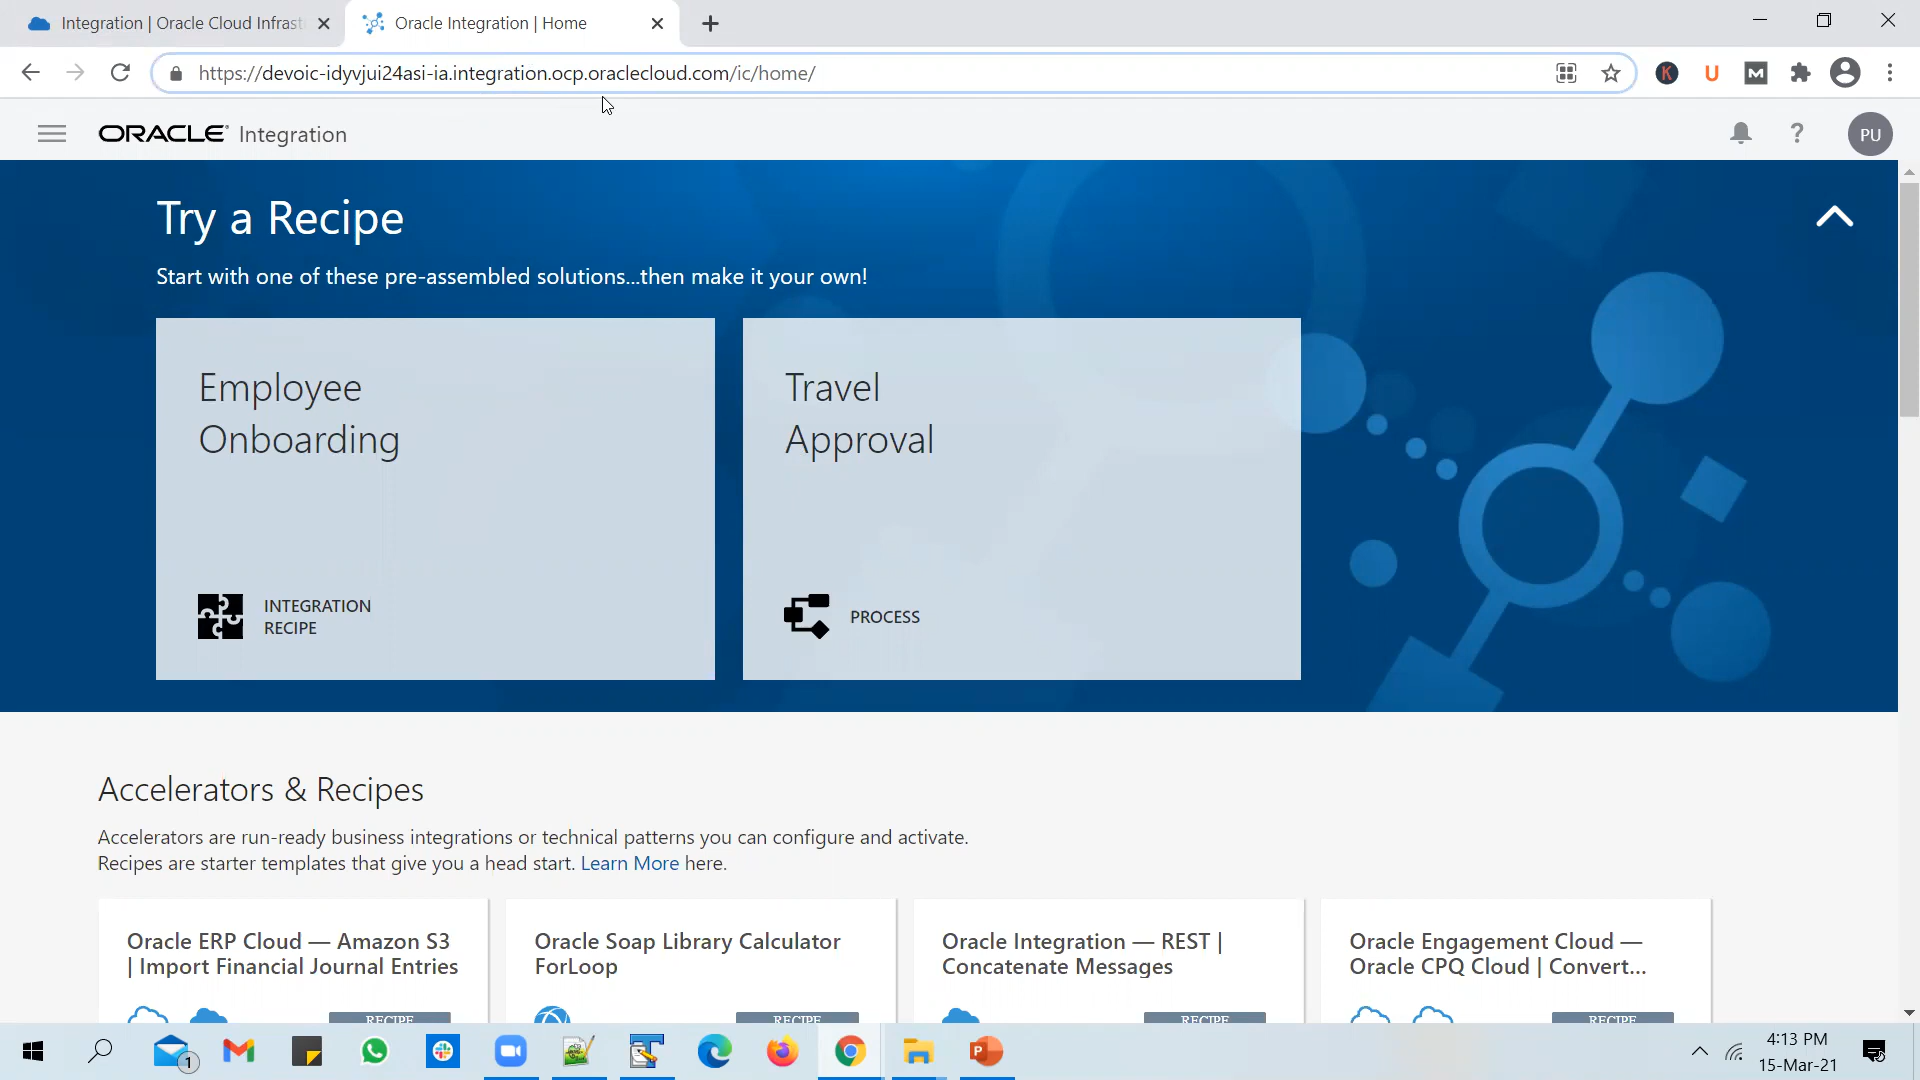 Integration | Oracle Cloud Infrast
Oracle Integration | Home
https://devoic-idyvjui24asi-ia.integration.ocp.oraclecloud.com/ic/home/
K
U
M
ORACLE Integration
?
PU
Try a Recipe
Start with one of these pre-assembled solutions...then make it your own!
Employee
Onboarding
INTEGRATION
RECIPE
Travel
Approval
PROCESS
Accelerators & Recipes
Accelerators are run-ready business integrations or technical patterns you can configure and activate.
Recipes are starter templates that give you a head start. Learn More here.
Oracle ERP Cloud — Amazon S3
| Import Financial Journal Entries
RECIPE
Oracle Soap Library Calculator
ForLoop
RECIPE
Oracle Integration — REST |
Concatenate Messages
RECIPE
Oracle Engagement Cloud —
Oracle CPQ Cloud | Convert...
RECIPE
1
4:13 PM
15-Mar-21